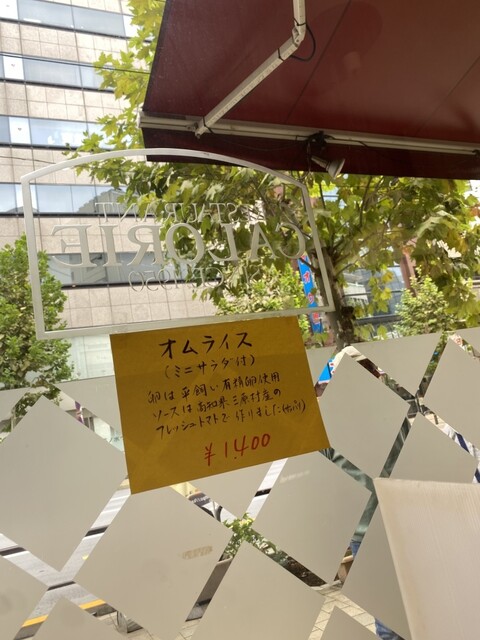 RESTAURANT
CALORIE
SINCE 1950
オムライス
(ミニサラダ付)
卵は平飼い有精卵使用
ソースは高知県三原村産の
フレッシュトマトで作りました
¥1,400